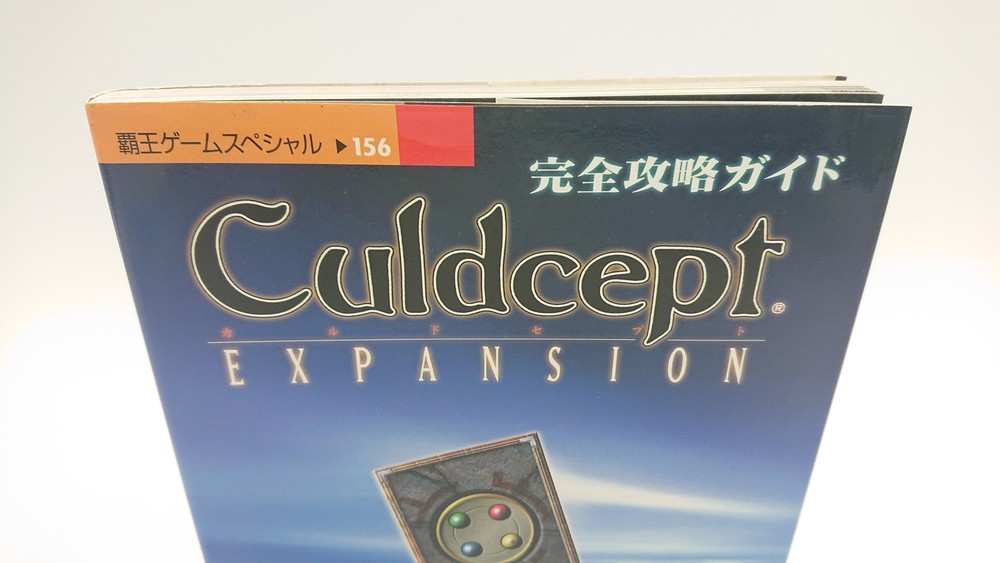 覇王ゲームスペシャル ▶156
完全攻略ガイド
Culdcept®
カルドセプト
EXPANSION